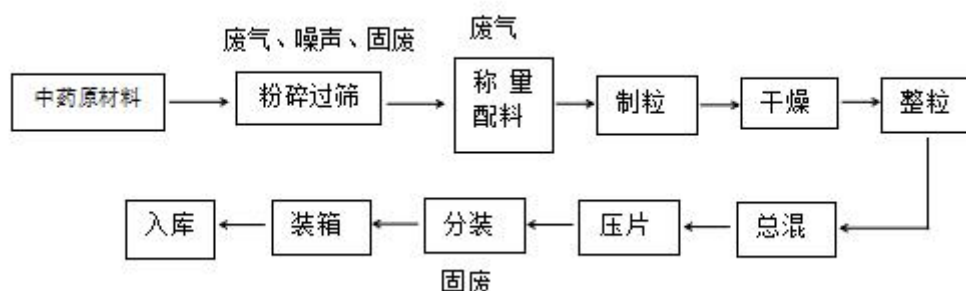 废气、噪声、固废
废气
中药原材料
粉碎过筛
称 量
配料
制粒
干燥
整粒
入库
装箱
分装
压片
总混
固废